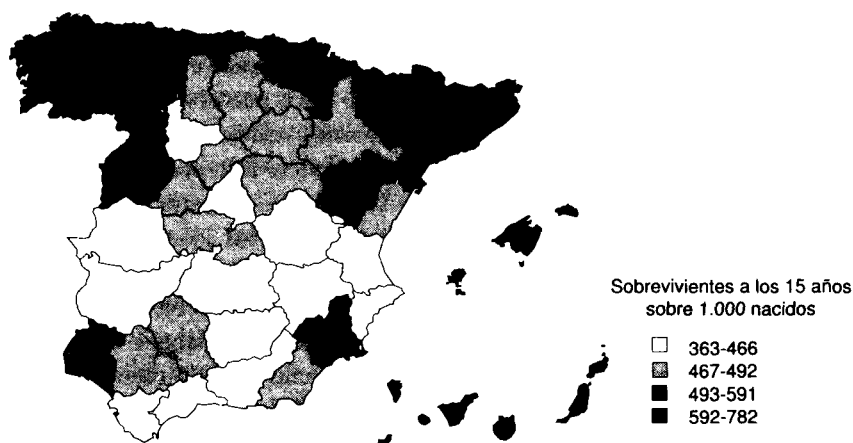 Sobrevivientes a los 15 años
sobre 1.000 nacidos
363-466
467-492
493-591
592-782